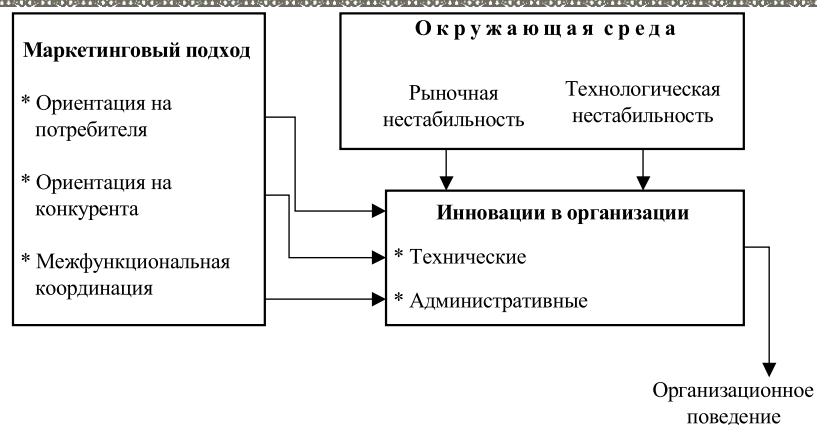 Маркетинговый подход
* Ориентация на
потребителя
* Ориентация на
конкурента
* Межфункциональная
координация
Окружающая среда
Рыночная
нестабильность
Технологическая
нестабильность
Инновации в организации
* Технические
* Административные
Организационное
поведение